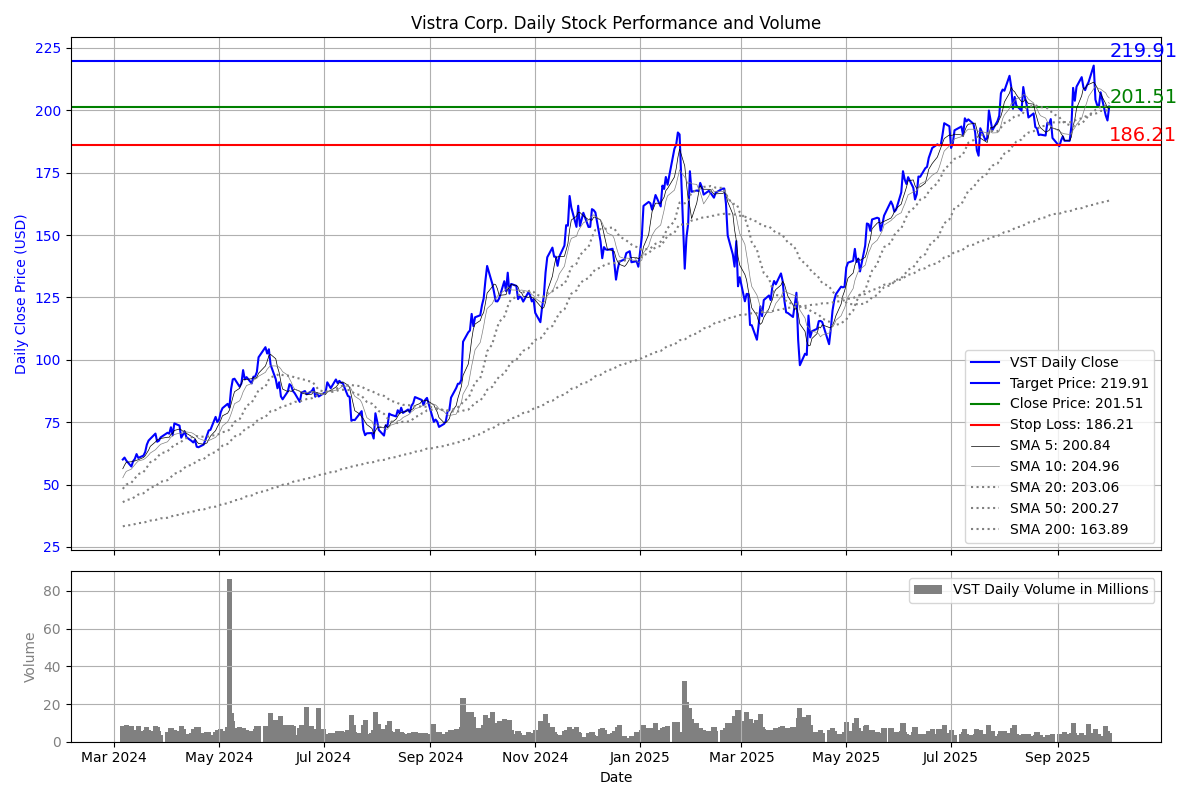 Vistra Corp. Daily Stock Performance and Volume
Daily Close Price (USD)
225
200
175
150
125
100
75
50
25
219.91
201.51
186.21
VST Daily Close
Target Price: 219.91
Close Price: 201.51
Stop Loss: 186.21
SMA 5: 200.84
SMA 10: 204.96
SMA 20: 203.06
SMA 50: 200.27
SMA 200: 163.89
Volume
80
60
40
20
0
VST Daily Volume in Millions
Mar 2024 May 2024 Jul 2024 Sep 2024 Nov 2024 Jan 2025 Mar 2025 May 2025 Jul 2025 Sep 2025
Date